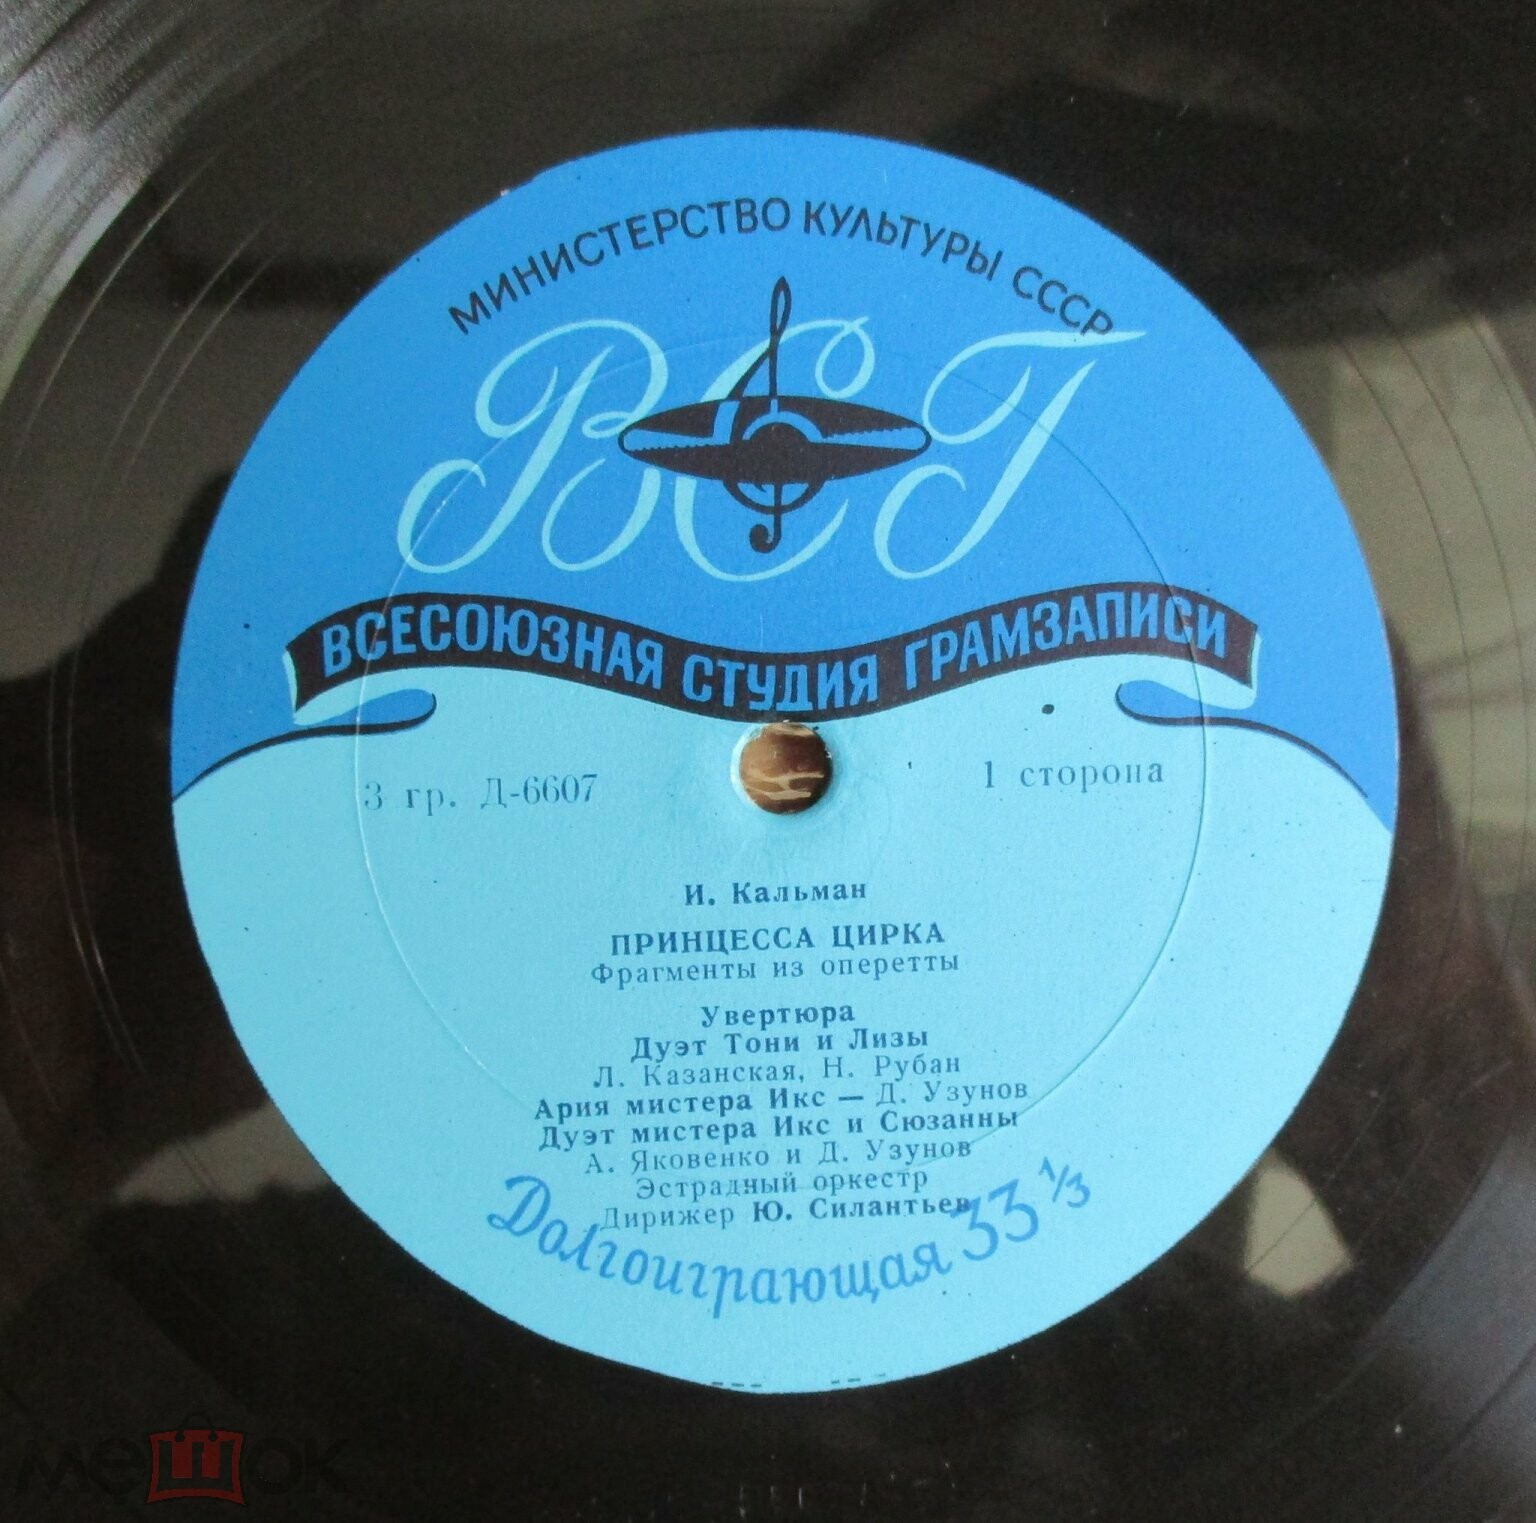 МИНИСТЕРСТВО КУЛЬТУРЫ СССР
ВСГ
ВСЕСОЮЗНАЯ СТУДИЯ ГРАМЗАПИСИ
3 гр. Д-6607
1 сторона
И. Кальман
ПРИНЦЕССА ЦИРКА
Фрагменты из оперетты
Увертюра
Дуэт Тони и Лизы
Л. Казанская, Н. Рубан
Ария мистера Икс — Д. Узунов
Дуэт мистера Икс и Сюзанны
А. Яковенко и Д. Узунов
Эстрадный оркестр
Дирижер Ю. Силантьев
Долгоиграющая 33 1/3
мешок